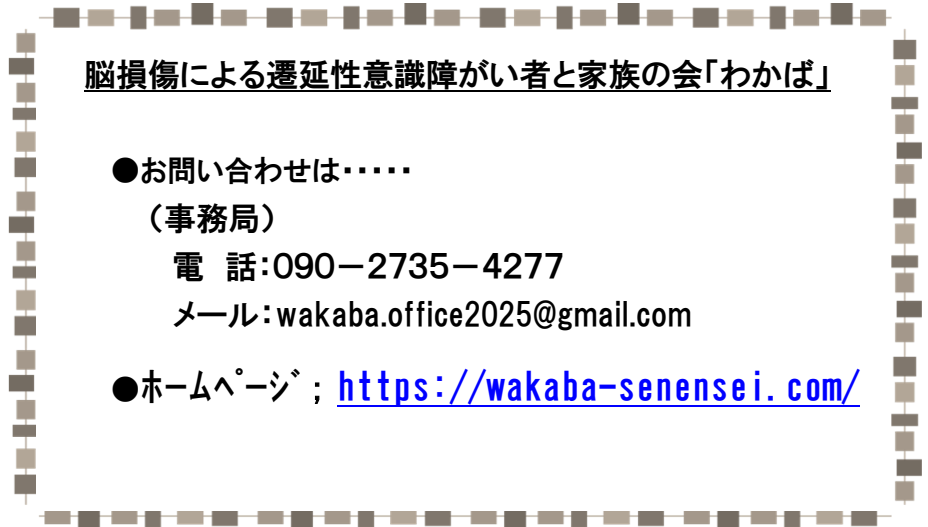 脳損傷による遷延性意識障がい者と家族の会「わかば」
●お問い合わせは・・・・・
（事務局）
電　話：０９０－２７３５－４２７７
メール：wakaba.office2025@gmail.com
●ﾎｰﾑﾍﾟｰｼﾞ; https://wakaba-senensei.com/